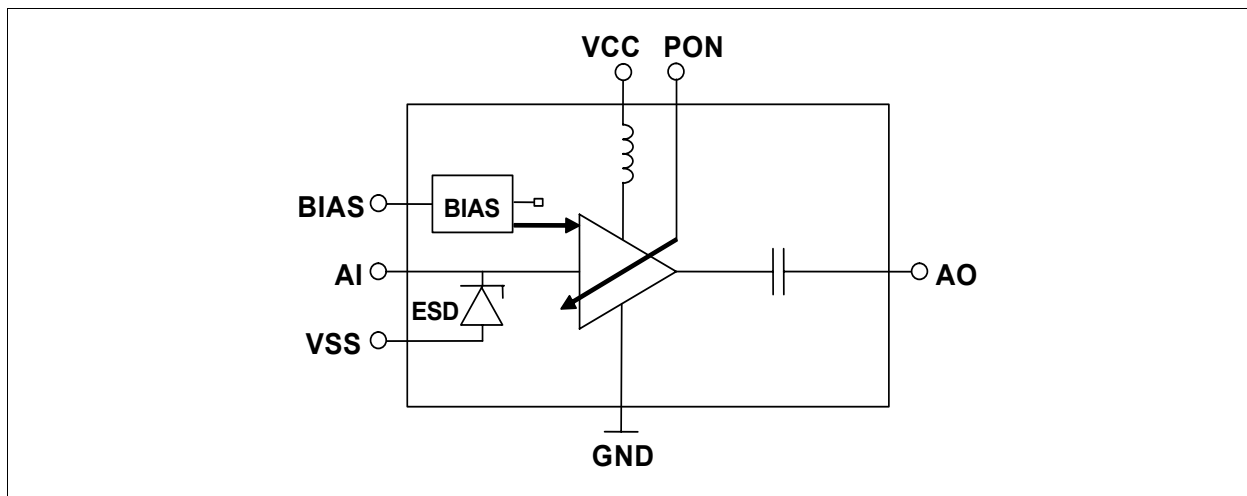 VCC PON
BIAS
BIAS
AI
ESD
VSS
AO
GND